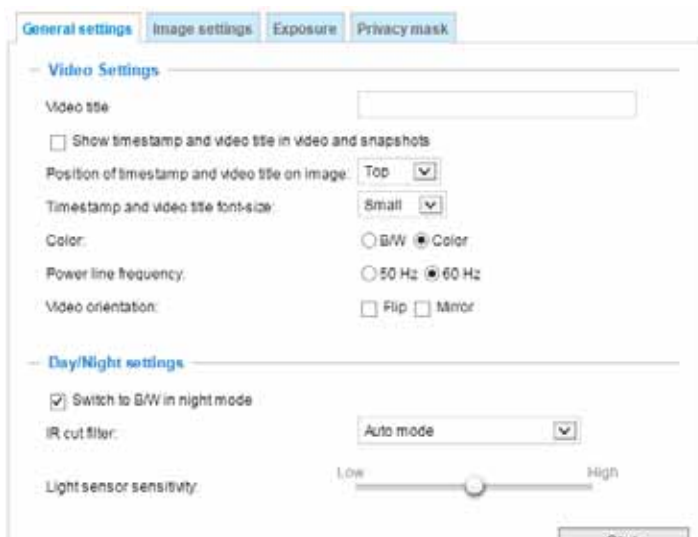 General settings Image settings Exposure Privacy mask
Video Settings
Video title
Show timestamp and video title in video and snapshots
Position of timestamp and video title on image: Top
Timestamp and video title font-size: Small
Color: B/W Color
Power line frequency: 50 Hz 60 Hz
Video orientation: Flip Mirror
Day/Night settings
Switch to B/W in night mode
IR cut filter: Auto mode
Low High
Light sensor sensitivity: